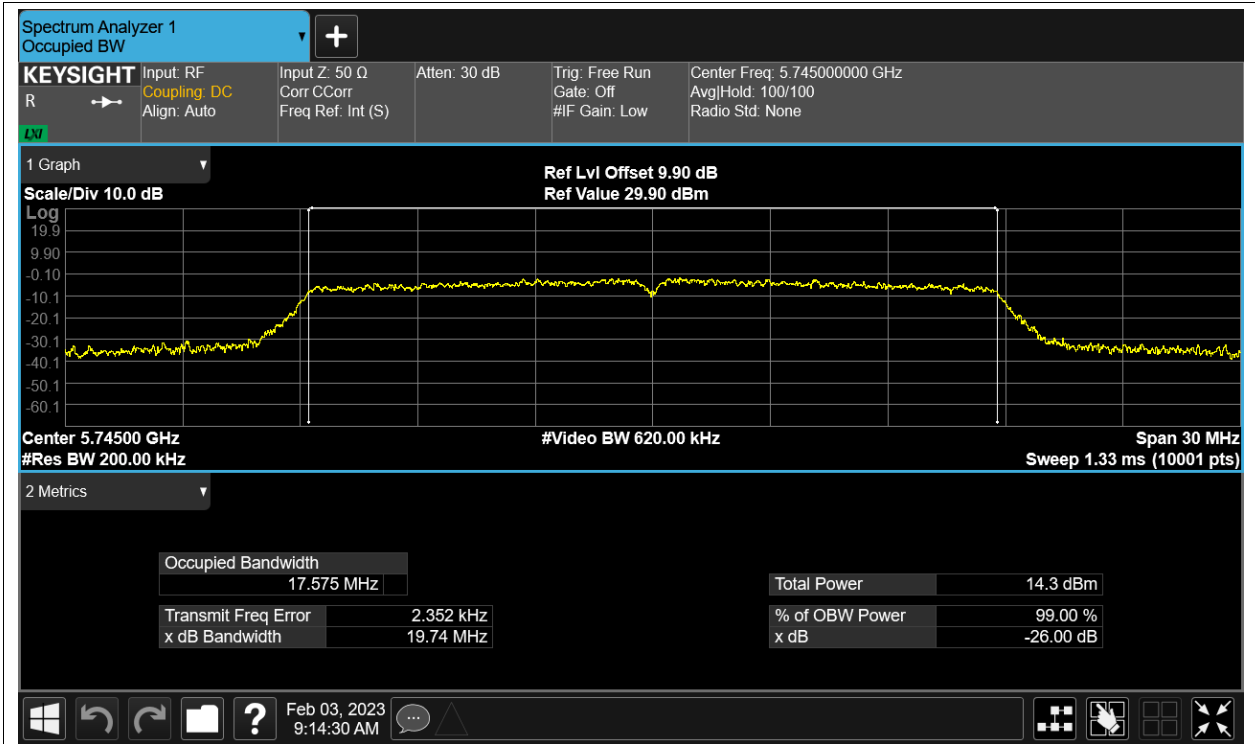 Spectrum Analyzer 1
Occupied BW
KEYSIGHT
R
LXI
Input: RF
Coupling: DC
Align: Auto
Input Z: 50 Ω
Corr CCorr
Freq Ref: Int (S)
Atten: 30 dB
Trig: Free Run
Gate: Off
#IF Gain: Low
Center Freq: 5.745000000 GHz
Avg|Hold: 100/100
Radio Std: None
1 Graph
Scale/Div 10.0 dB
Ref Lvl Offset 9.90 dB
Ref Value 29.90 dBm
Log
19.9
9.90
-0.10
-10.1
-20.1
-30.1
-40.1
-50.1
-60.1
Center 5.74500 GHz
#Video BW 620.00 kHz
Span 30 MHz
#Res BW 200.00 kHz
Sweep 1.33 ms (10001 pts)
2 Metrics
Occupied Bandwidth
17.575 MHz
Transmit Freq Error 2.352 kHz
x dB Bandwidth 19.74 MHz
Total Power 14.3 dBm
% of OBW Power 99.00 %
x dB -26.00 dB
?
Feb 03, 2023
9:14:30 AM